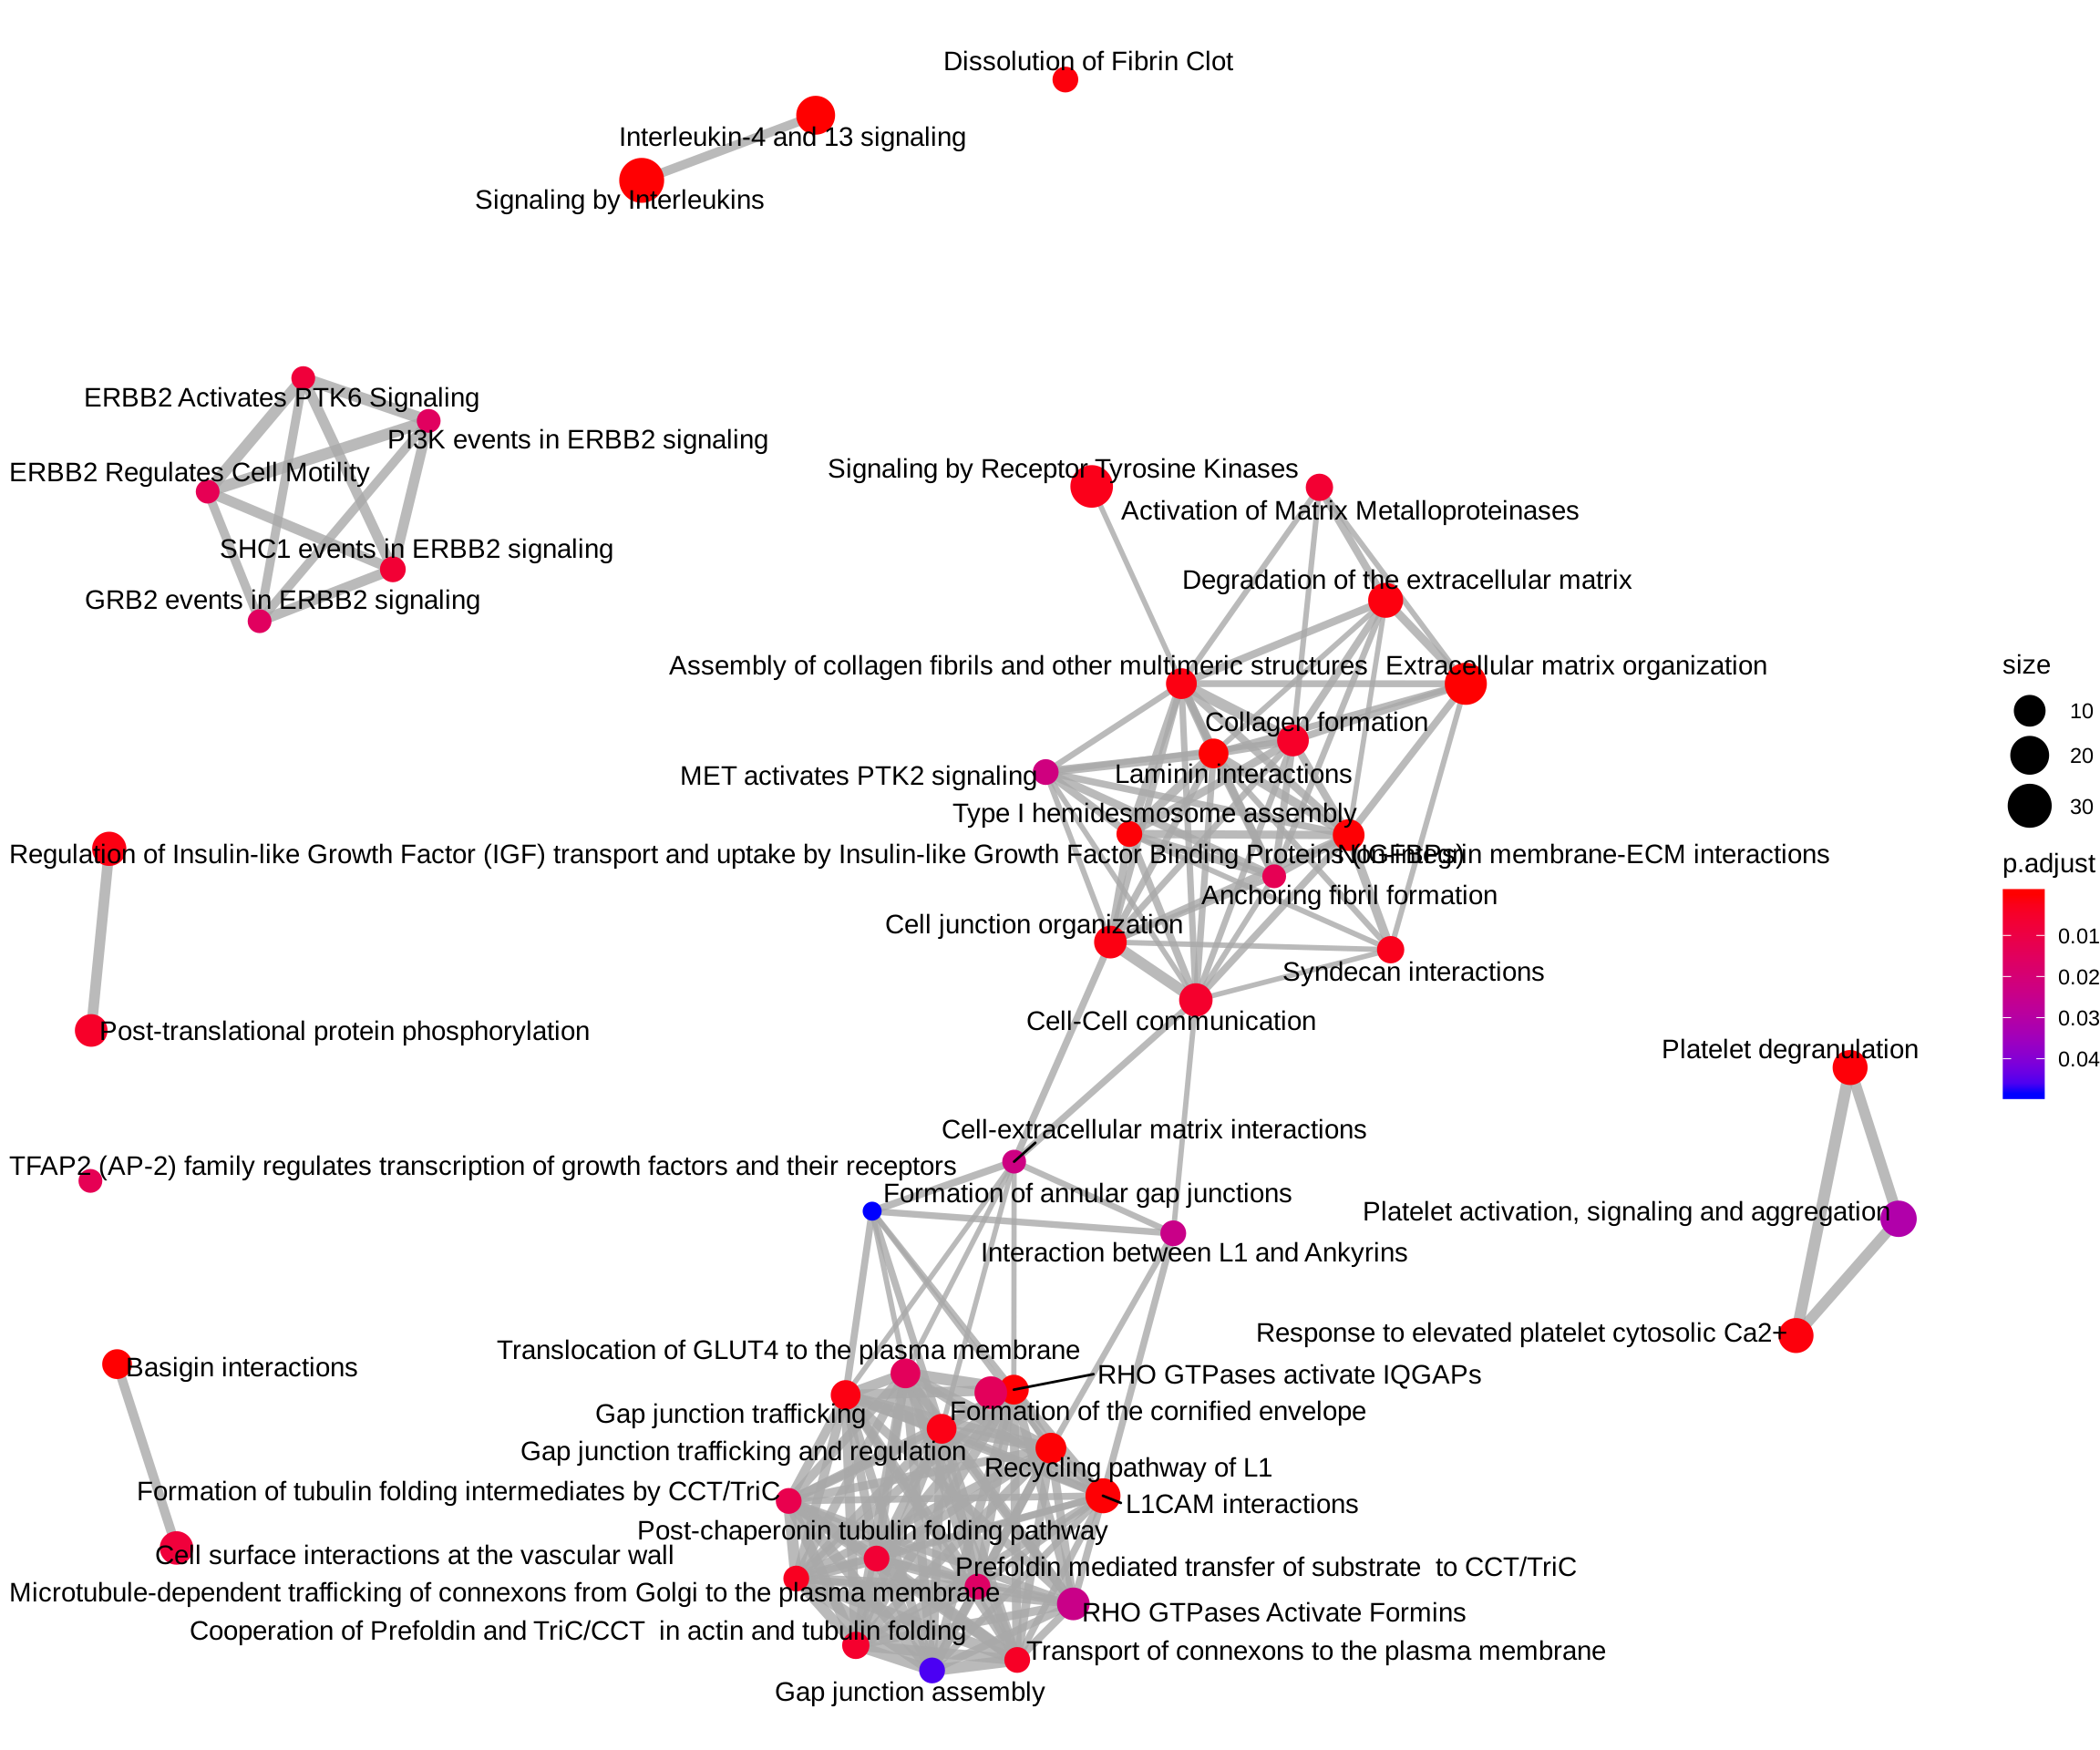 Dissolution of Fibrin Clot
Interleukin-4 and 13 signaling
Signaling by Interleukins
ERBB2 Activates PTK6 Signaling
PI3K events in ERBB2 signaling
ERBB2 Regulates Cell Motility
SHC1 events in ERBB2 signaling
GRB2 events in ERBB2 signaling
Signaling by Receptor Tyrosine Kinases
Activation of Matrix Metalloproteinases
Degradation of the extracellular matrix
Assembly of collagen fibrils and other multimeric structures
Extracellular matrix organization
Collagen formation
MET activates PTK2 signaling
Laminin interactions
Type I hemidesmosome assembly
Regulation of Insulin-like Growth Factor (IGF) transport and uptake by Insulin-like Growth Factor Binding Proteins (IGFBPs)
Non-integrin membrane-ECM interactions
Anchoring fibril formation
Cell junction organization
Syndecan interactions
Cell-Cell communication
Post-translational protein phosphorylation
size
10
20
30
p.adjust
0.01
0.02
0.03
0.04
Platelet degranulation
Cell-extracellular matrix interactions
TFAP2 (AP-2) family regulates transcription of growth factors and their receptors
Formation of annular gap junctions
Platelet activation, signaling and aggregation
Interaction between L1 and Ankyrins
Response to elevated platelet cytosolic Ca2+
Translocation of GLUT4 to the plasma membrane
Basigin interactions
RHO GTPases activate IQGAPs
Gap junction trafficking
Formation of the cornified envelope
Gap junction trafficking and regulation
Recycling pathway of L1
Formation of tubulin folding intermediates by CCT/TriC
L1CAM interactions
Post-chaperonin tubulin folding pathway
Cell surface interactions at the vascular wall
Prefoldin mediated transfer of substrate  to CCT/TriC
Microtubule-dependent trafficking of connexons from Golgi to the plasma membrane
RHO GTPases Activate Formins
Cooperation of Prefoldin and TriC/CCT  in actin and tubulin folding
Transport of connexons to the plasma membrane
Gap junction assembly